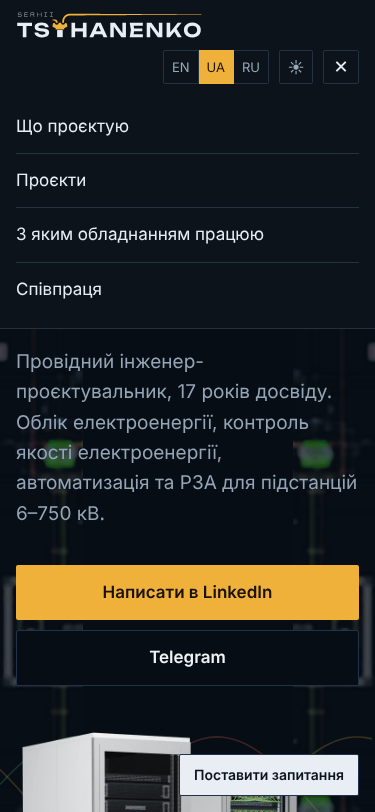 SERHII
TSYHANENKO
EN UA RU
Що проєктую
Проєкти
З яким обладнанням працюю
Співпраця
Провідний інженер-
проєктувальник, 17 років досвіду.
Облік електроенергії, контроль
якості електроенергії,
автоматизація та РЗА для підстанцій
6–750 кВ.
Написати в LinkedIn
Telegram
Поставити запитання